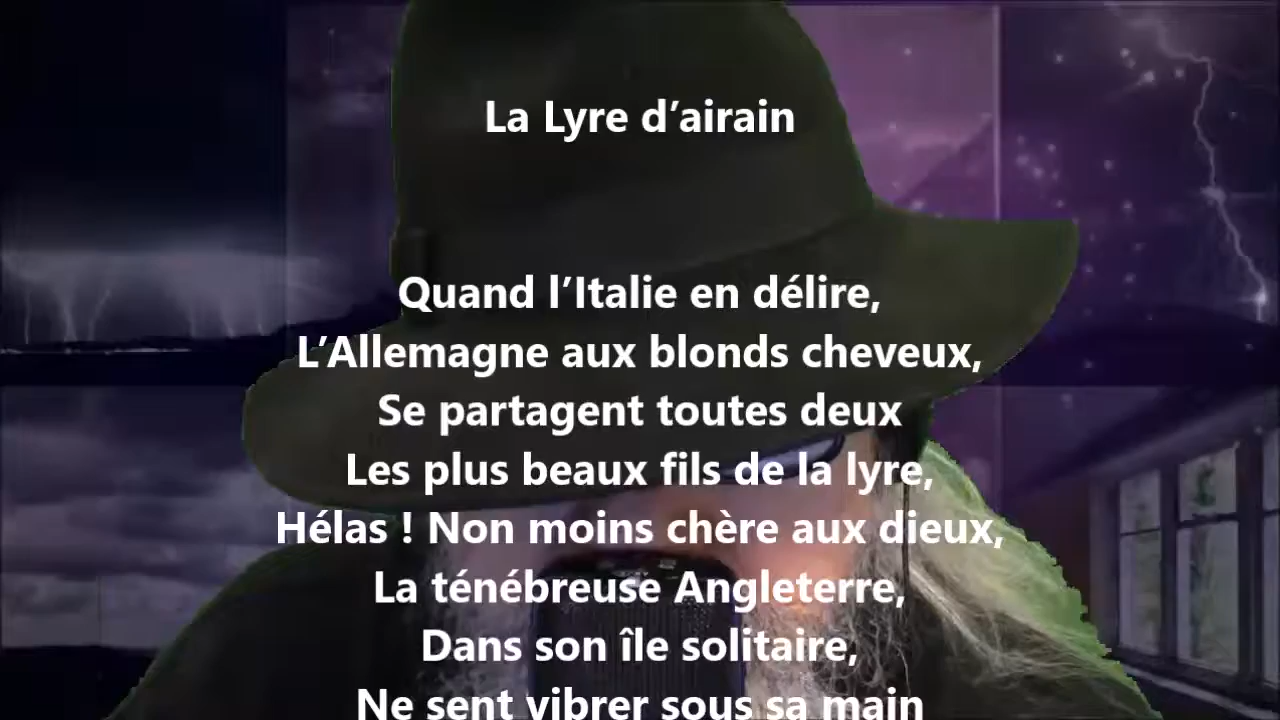 La Lyre d’airain
Quand l’Italie en délire,
L’Allemagne aux blonds cheveux,
Se partagent toutes deux
Les plus beaux fils de la lyre,
Hélas ! Non moins chère aux dieux,
La ténébreuse Angleterre,
Dans son île solitaire,
Ne sent vibrer sous sa main